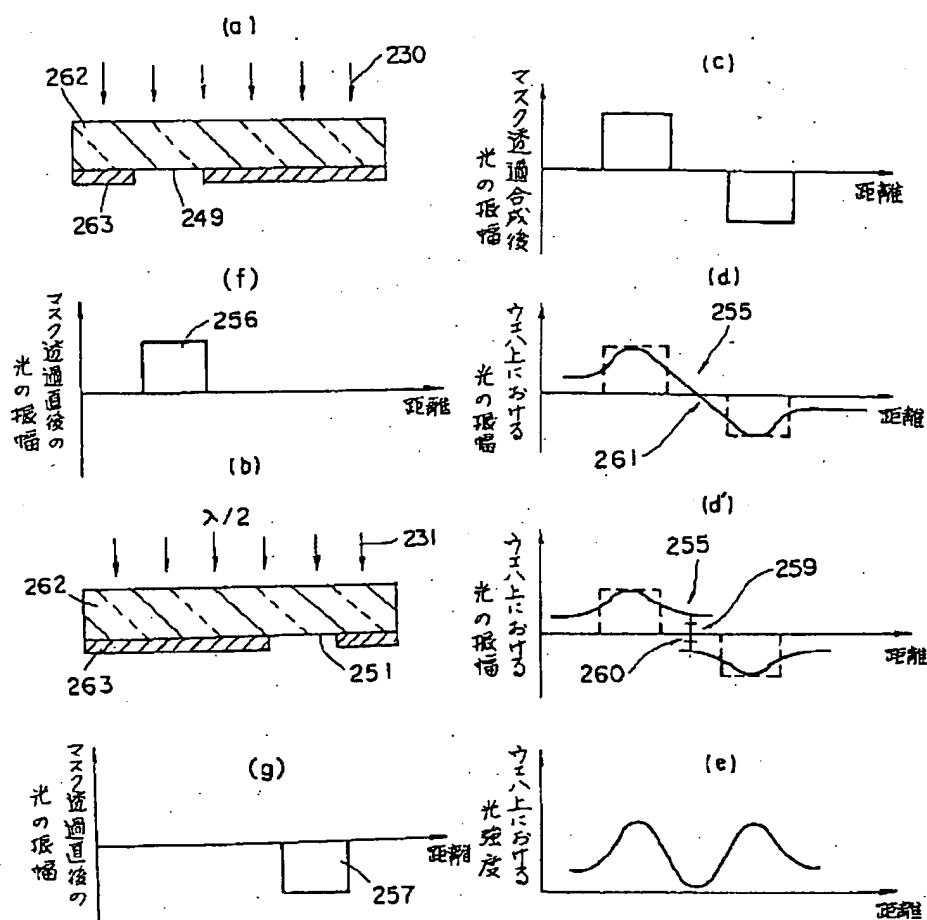 (a)
230
262
263
249
(c)
マスク透過合成後
光の振幅
距離
(f)
256
マスク透過直後の
光の振幅
距離
(d)
255
ウエハ上における
光の振幅
距離
261
(b)
λ/2
231
262
263
251
(d')
255
259
ウエハ上における
光の振幅
260
距離
(g)
マスク透過直後の
光の振幅
距離
257
(e)
ウエハ上における
光強度
距離